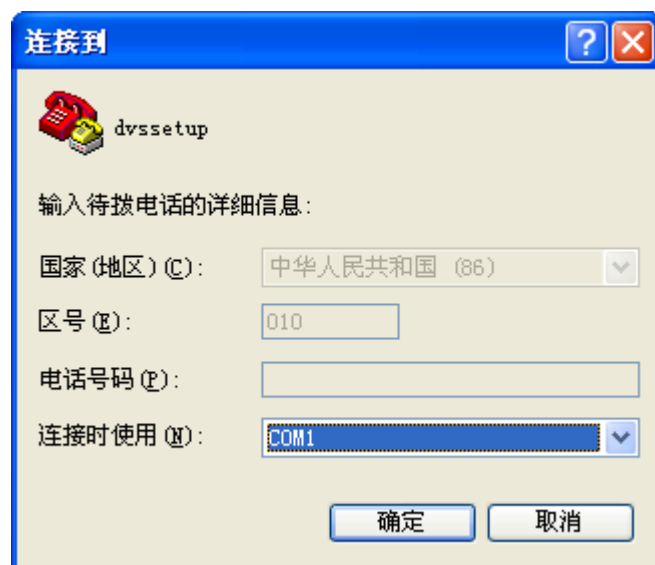 连接到
dvssetup
输入待拨电话的详细信息:
国家(地区)(C): 中华人民共和国 (86)
区号(E): 010
电话号码(P):
连接时使用(N): COM1
确定 取消